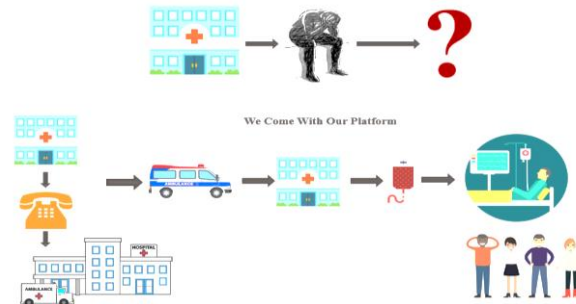 We Come With Our Platform
AMBULANCE
HOSPITAL
AMBULANCE